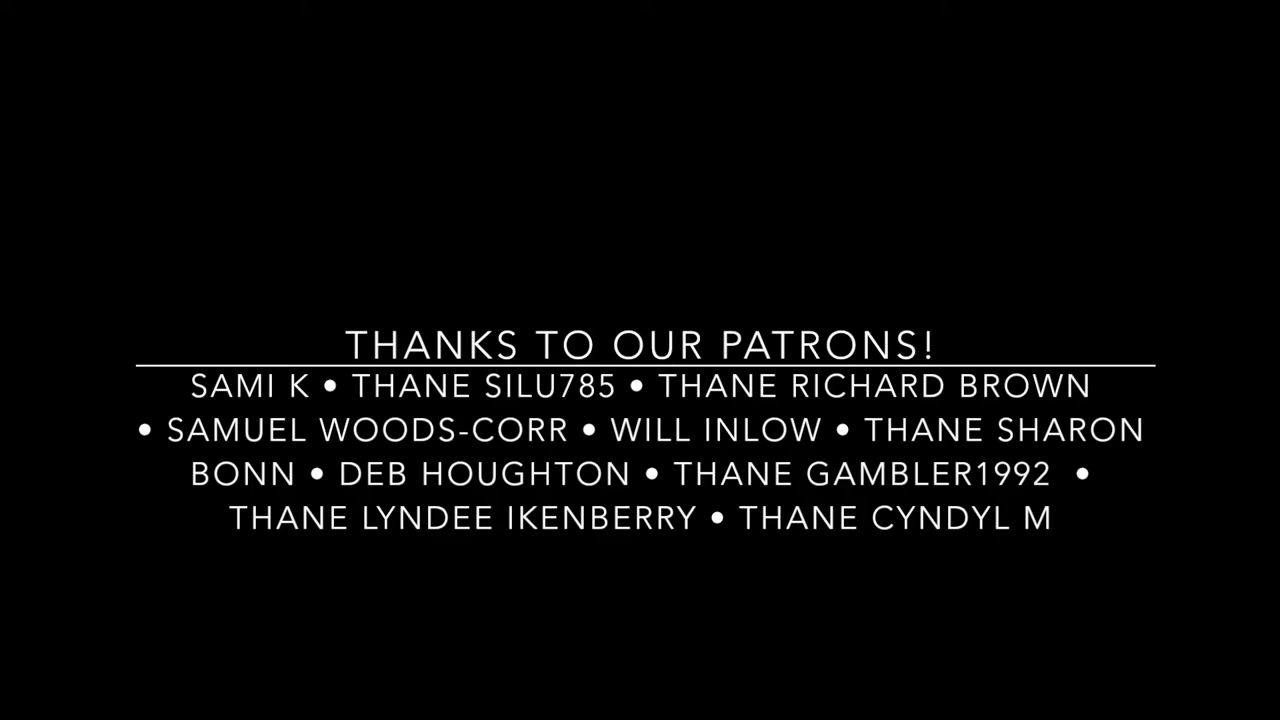 THANKS TO OUR PATRONS!
SAMI K • THANE SILU785 • THANE RICHARD BROWN
• SAMUEL WOODS-CORR • WILL INLOW • THANE SHARON
BONN • DEB HOUGHTON • THANE GAMBLER1992 •
THANE LYNDEE IKENBERRY • THANE CYNDYL M